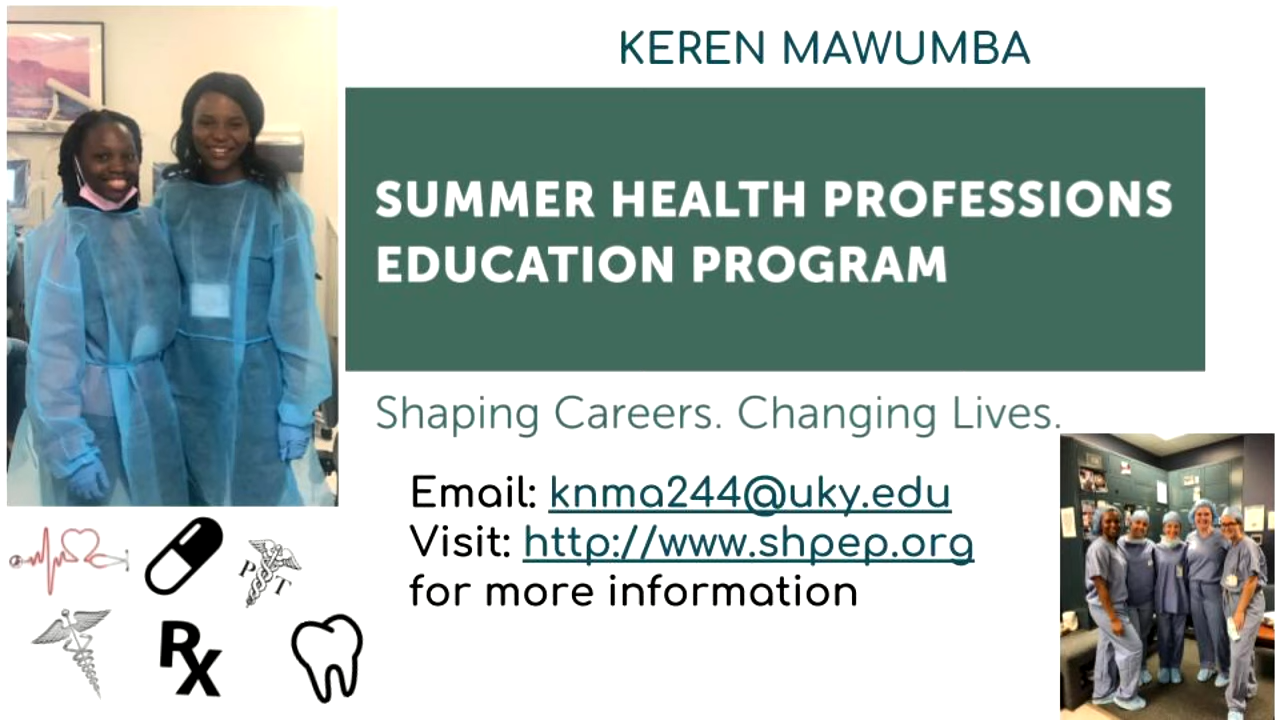 KEREN MAWUMBA
SUMMER HEALTH PROFESSIONS
EDUCATION PROGRAM
Shaping Careers. Changing Lives.
Email: knma244@uky.edu
Visit: http://www.shpep.org
for more information
P T
Rx